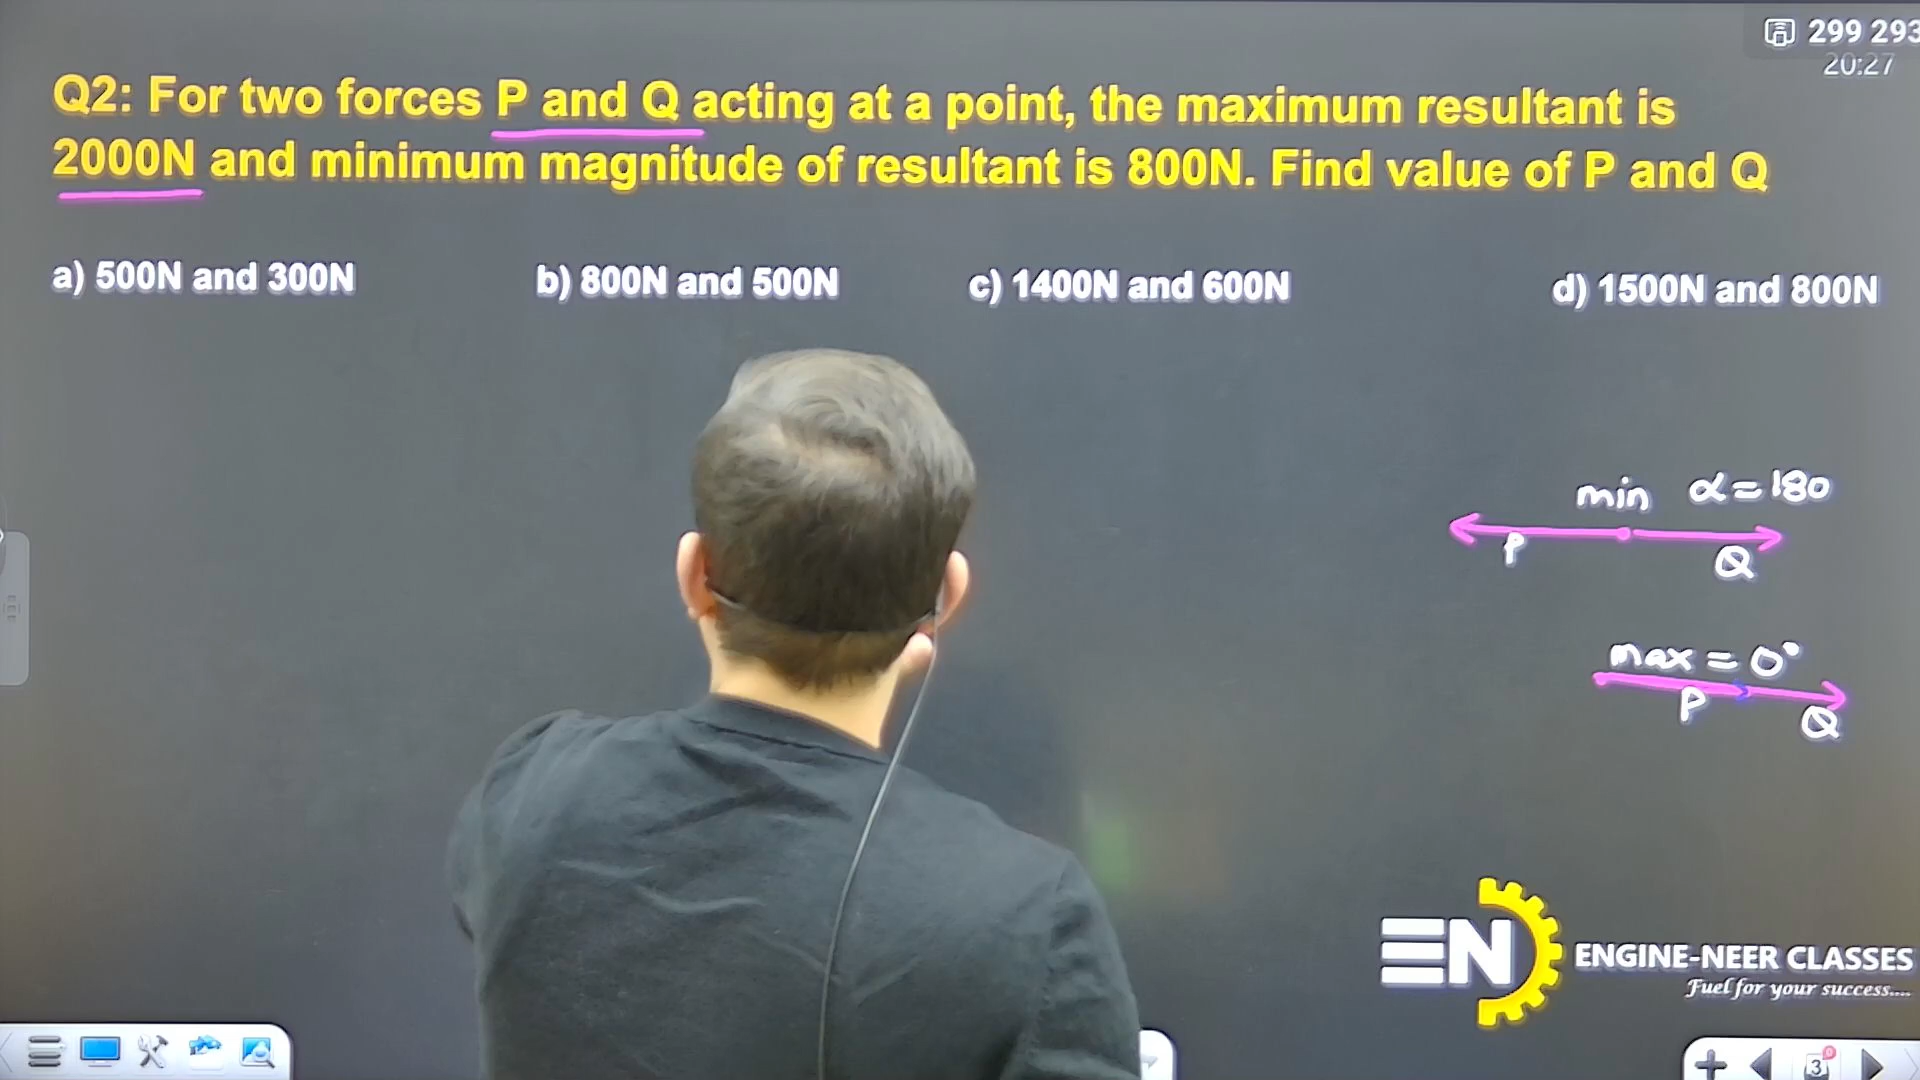 299 293
20:27
Q2: For two forces P and Q acting at a point, the maximum resultant is
2000N and minimum magnitude of resultant is 800N. Find value of P and Q
a) 500N and 300N b) 800N and 500N c) 1400N and 600N d) 1500N and 800N
min α=180
P Q
max = 0°
P Q
EN ENGINE-NEER CLASSES
Fuel for your success....
3